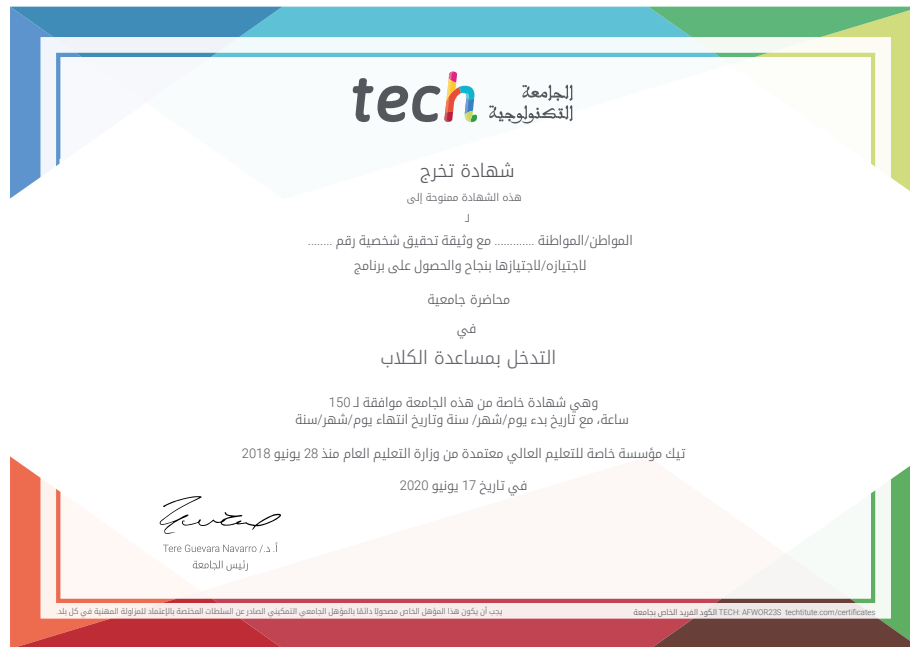 tech الجامعة
التكنولوجية
شهادة تخرج
هذه الشهادة ممنوحة إلى
لـ
المواطن/المواطنة ............ مع وثيقة تحقيق شخصية رقم ........
لاجتيازه/لاجتيازها بنجاح والحصول على برنامج
محاضرة جامعية
في
التدخل بمساعدة الكلاب
وهي شهادة خاصة من هذه الجامعة موافقة لـ 150
ساعة، مع تاريخ بدء يوم/شهر/ سنة وتاريخ انتهاء يوم/شهر/سنة
تيك مؤسسة خاصة للتعليم العالي معتمدة من وزارة التعليم العام منذ 28 يونيو 2018
في تاريخ 17 يونيو 2020
أ. د./ Tere Guevara Navarro
رئيس الجامعة
يجب أن يكون هذا المؤهل الخاص مصحوبًا دائمًا بالمؤهل الجامعي التمكيني الصادر عن السلطات المختصة بالإعتماد للمزاولة المهنية في كل بلد.
الكود الفريد الخاص بجامعة TECH: AFWOR23S techtitute.com/certificates